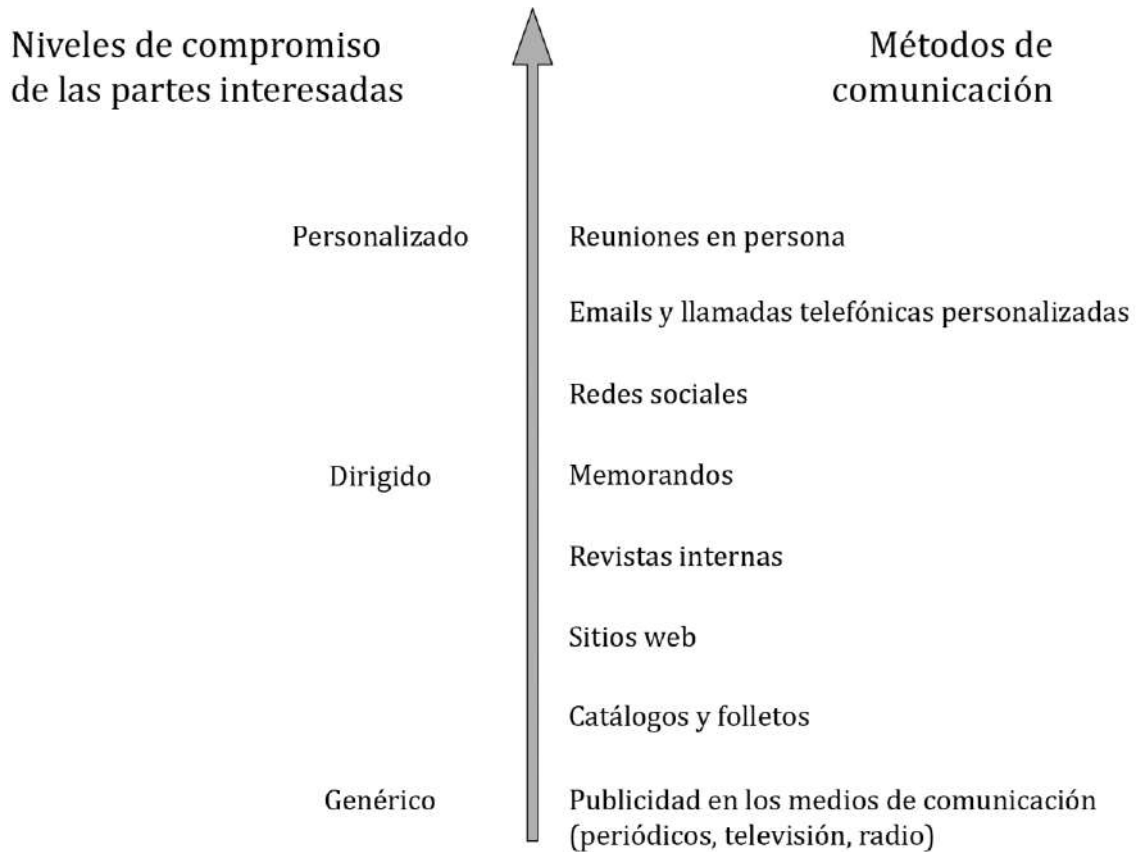 Niveles de compromiso
de las partes interesadas
Métodos de
comunicación
Personalizado
Reuniones en persona
Emails y llamadas telefónicas personalizadas
Redes sociales
Dirigido
Memorandos
Revistas internas
Sitios web
Catálogos y folletos
Genérico
Publicidad en los medios de comunicación
(periódicos, televisión, radio)